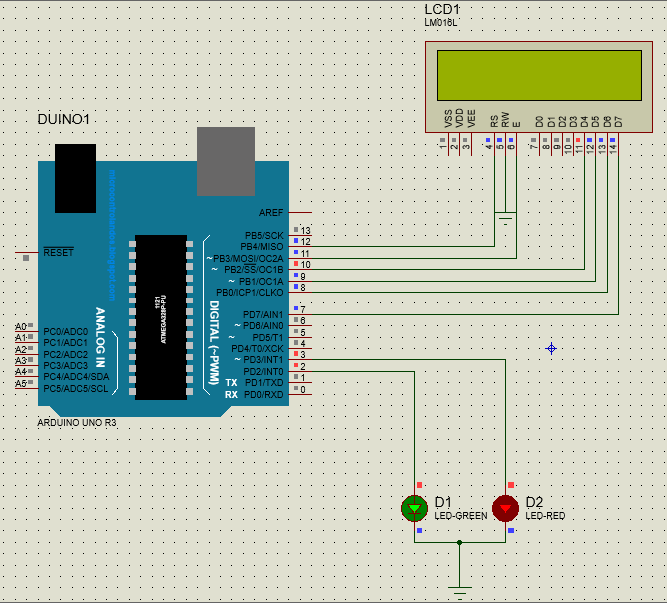 LCD1
LM016L
VSS
VDD
VEE
RS
RW
E
D0
D1
D2
D3
D4
D5
D6
D7
1
2
3
4
5
6
7
8
9
10
11
12
13
14
DUINO1
AREF
RESET
PB5/SCK
13
PB4/MISO
12
~PB3/MOSI/OC2A
11
~PB2/SS/OC1B
10
~PB1/OC1A
9
PB0/ICP1/CLKO
8
PD7/AIN1
7
~PD6/AIN0
6
~PD5/T1
5
PD4/T0/XCK
4
~PD3/INT1
3
PD2/INT0
2
TX PD1/TXD
1
RX PD0/RXD
0
DIGITAL (~PWM)
1121
ATMEGA328P-PU
ANALOG IN
A0 PC0/ADC0
A1 PC1/ADC1
A2 PC2/ADC2
A3 PC3/ADC3
A4 PC4/ADC4/SDA
A5 PC5/ADC5/SCL
ARDUINO UNO R3
D1
LED-GREEN
D2
LED-RED